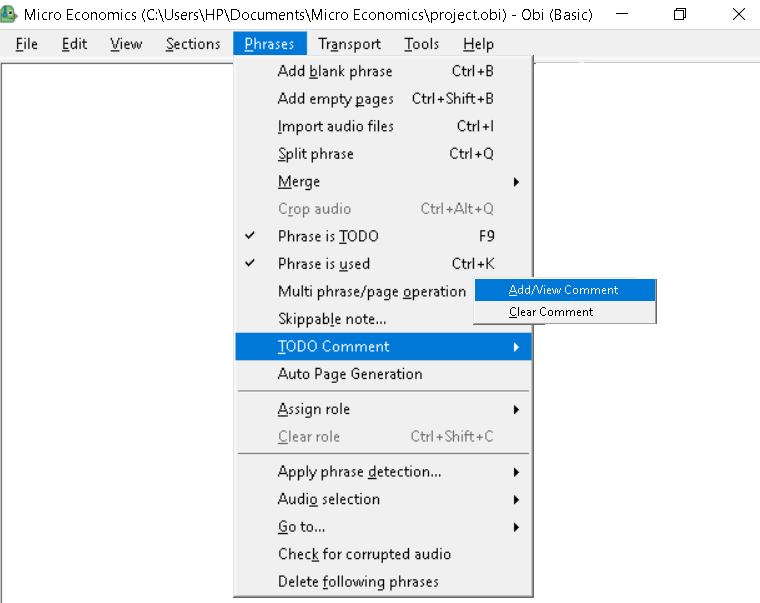 Micro Economics (C:\Users\HP\Documents\Micro Economics\project.obi) - Obi (Basic)
File Edit View Sections Phrases Transport Tools Help
Add blank phrase Ctrl+B
Add empty pages Ctrl+Shift+B
Import audio files Ctrl+I
Split phrase Ctrl+Q
Merge
Crop audio Ctrl+Alt+Q
Phrase is TODO F9
Phrase is used Ctrl+K
Multi phrase/page operation
Add/View Comment
Clear Comment
Skippable note...
TODO Comment
Auto Page Generation
Assign role
Clear role Ctrl+Shift+C
Apply phrase detection...
Audio selection
Go to...
Check for corrupted audio
Delete following phrases